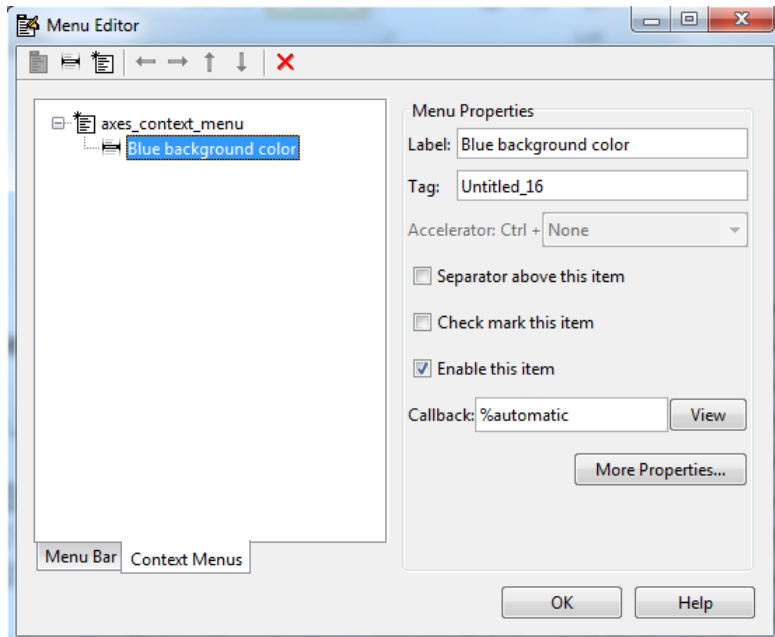 Menu Editor
axes_context_menu
Blue background color
Menu Bar
Context Menus
Menu Properties
Label: Blue background color
Tag: Untitled_16
Accelerator: Ctrl + None
Separator above this item
Check mark this item
Enable this item
Callback: %automatic View
More Properties...
OK Help